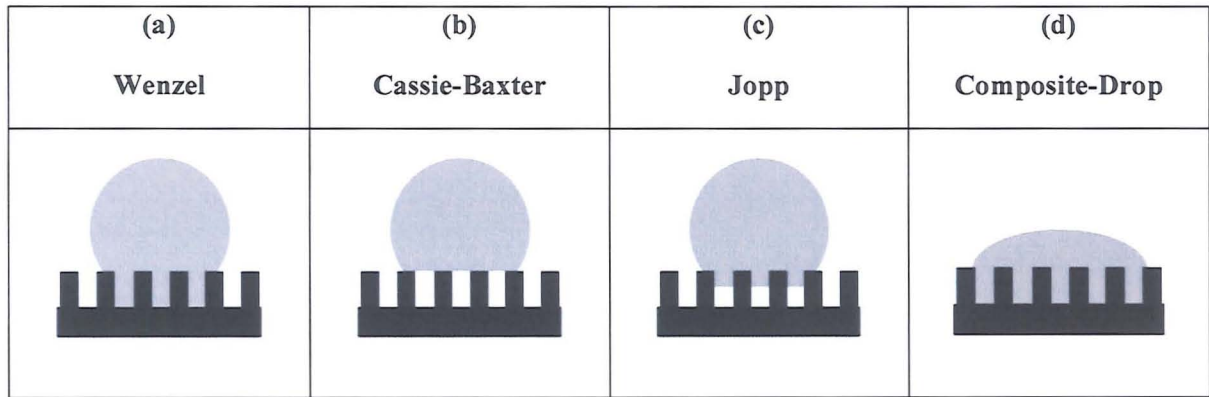 (a)
Wenzel
(b)
Cassie-Baxter
(c)
Jopp
(d)
Composite-Drop